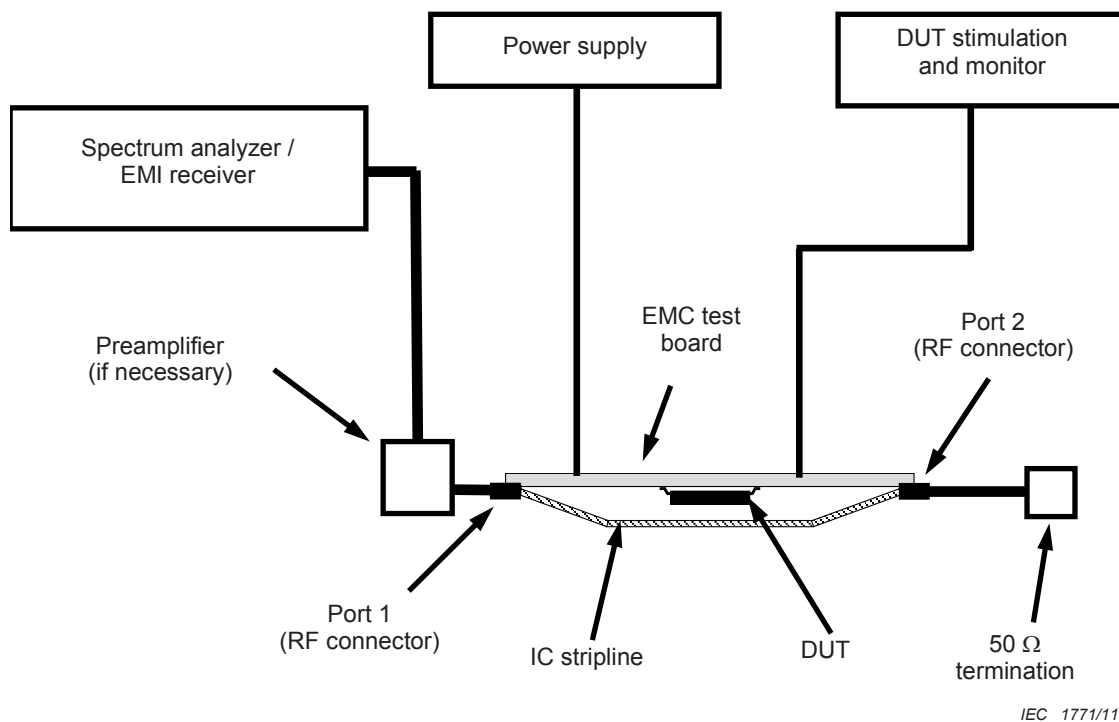 Power supply
DUT stimulation
and monitor
Spectrum analyzer /
EMI receiver
EMC test
board
Port 2
(RF connector)
Preamplifier
(if necessary)
Port 1
(RF connector)
IC stripline
DUT
50 Ω
termination
IEC 1771/11